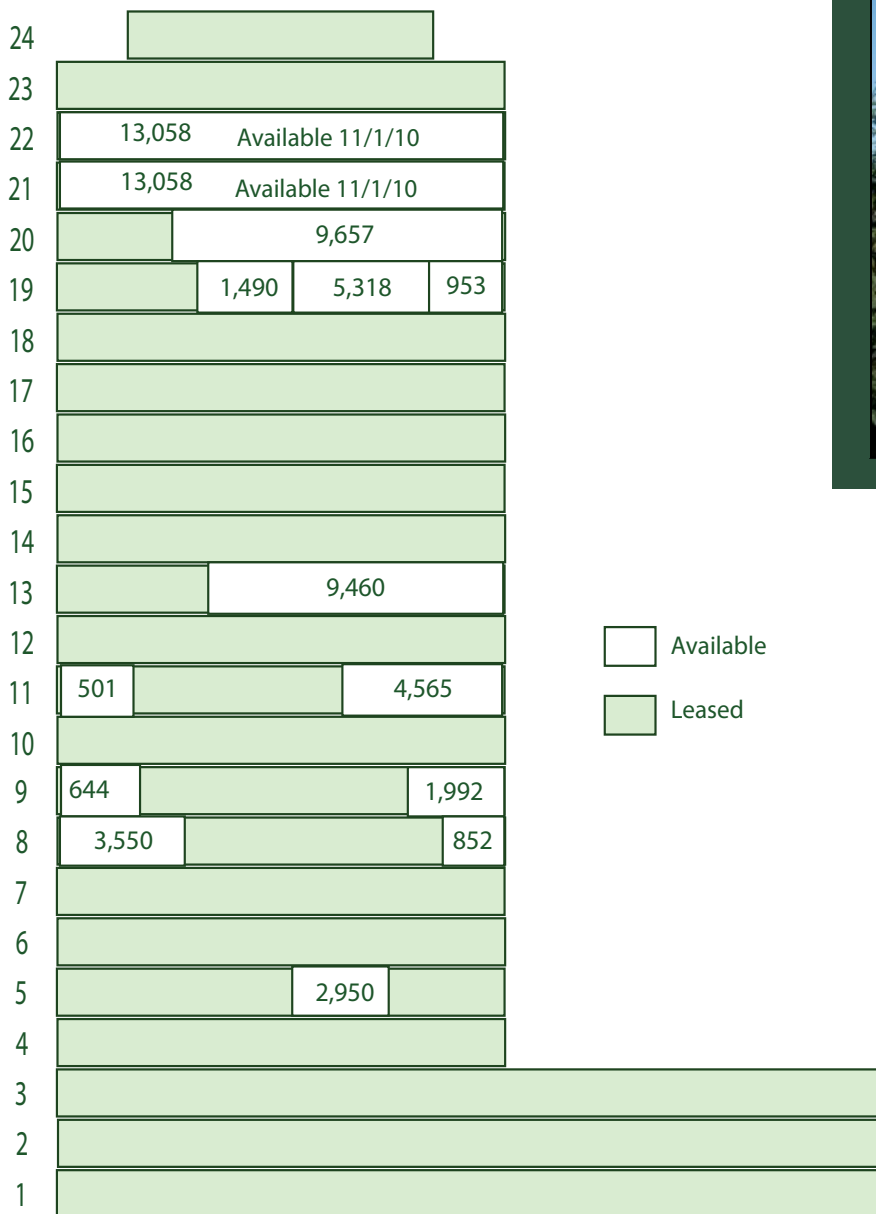 24
23
22 13,058 Available 11/1/10
21 13,058 Available 11/1/10
20 9,657
19 1,490 5,318 953
18
17
16
15
14
13 9,460
12
11 501 4,565
10
9 644 1,992
8 3,550 852
7
6
5 2,950
4
3
2
1
Available
Leased